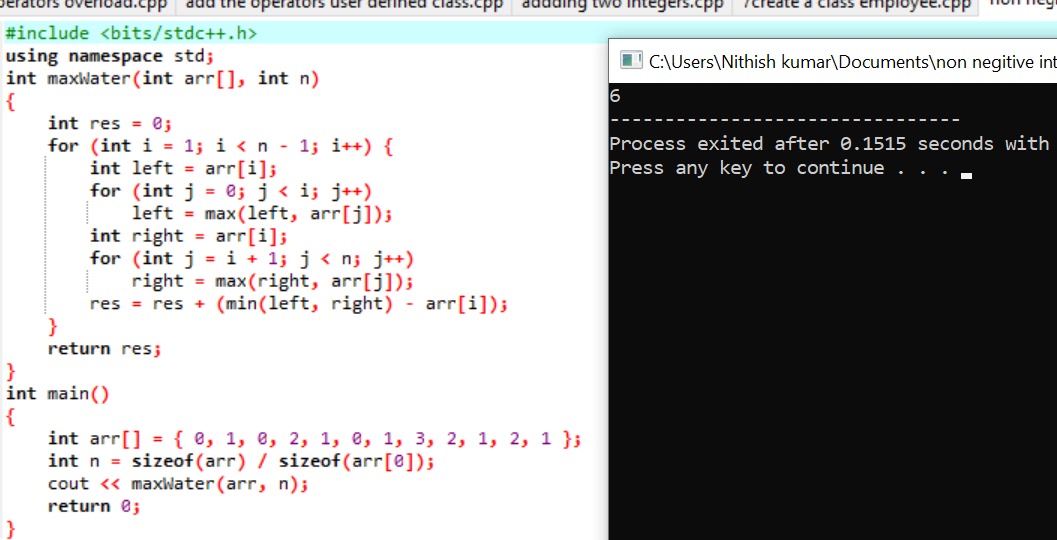 overload.cpp add the operators user defined class.cpp addding two integers.cpp /create a class employee.cpp non
#include <bits/stdc++.h>
using namespace std;
int maxWater(int arr[], int n)
{
int res = 0;
for (int i = 1; i < n - 1; i++) {
int left = arr[i];
for (int j = 0; j < i; j++)
left = max(left, arr[j]);
int right = arr[i];
for (int j = i + 1; j < n; j++)
right = max(right, arr[j]);
res = res + (min(left, right) - arr[i]);
}
return res;
}
int main()
{
int arr[] = { 0, 1, 0, 2, 1, 0, 1, 3, 2, 1, 2, 1 };
int n = sizeof(arr) / sizeof(arr[0]);
cout << maxWater(arr, n);
return 0;
}
C:\Users\Nithish kumar\Documents\non negitive int
6
--------------------------------
Process exited after 0.1515 seconds with
Press any key to continue . . .